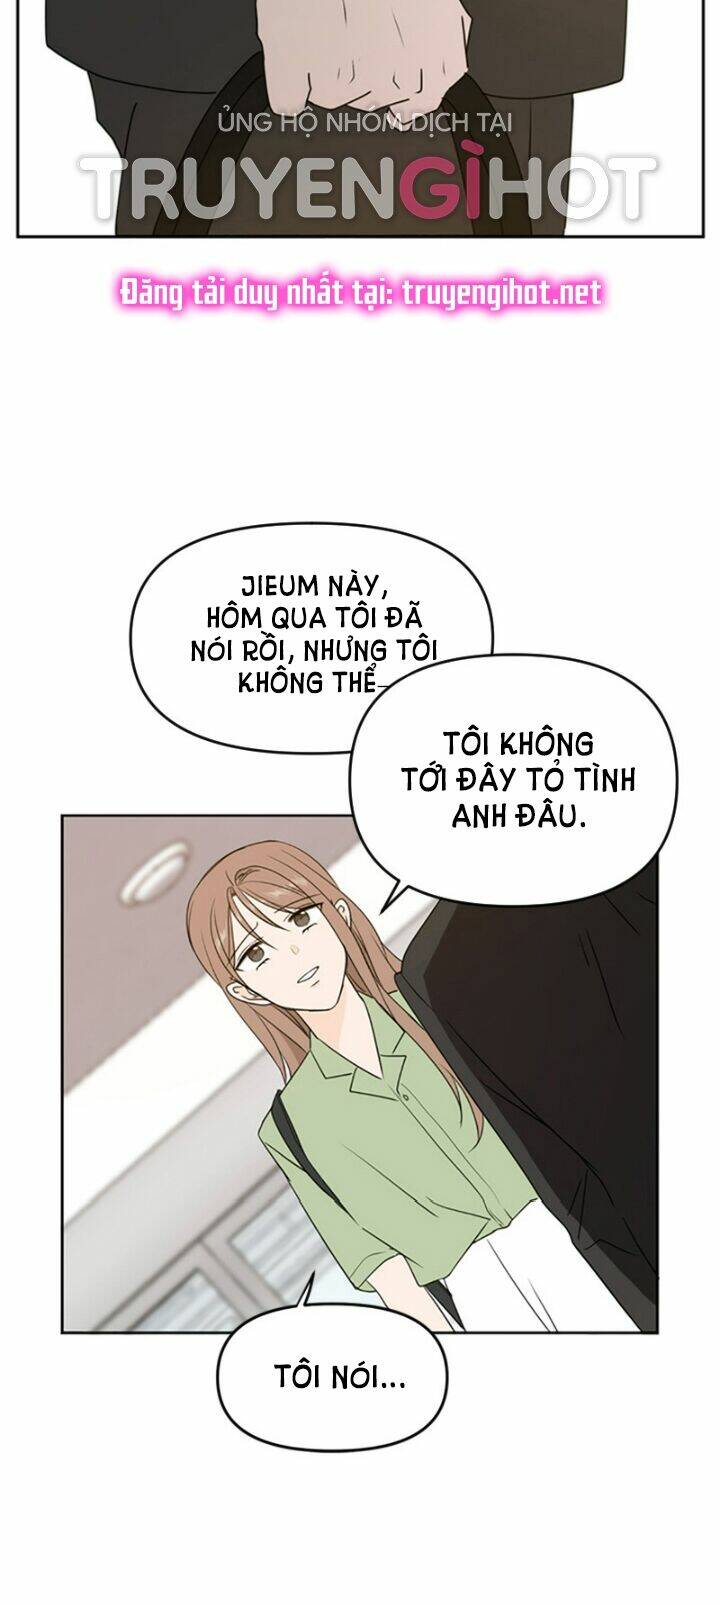 ỦNG HỘ NHÓM DỊCH TẠI
TRUYENGÌHOT
Đăng tải duy nhất tại: truyengihot.net
JIEUM NÀY,
HÔM QUA TÔI ĐÃ
NÓI RỒI, NHƯNG TÔI
KHÔNG THỂ-
TÔI KHÔNG
TỚI ĐÂY TỎ TÌNH
ANH ĐÂU.
TÔI NÓI...